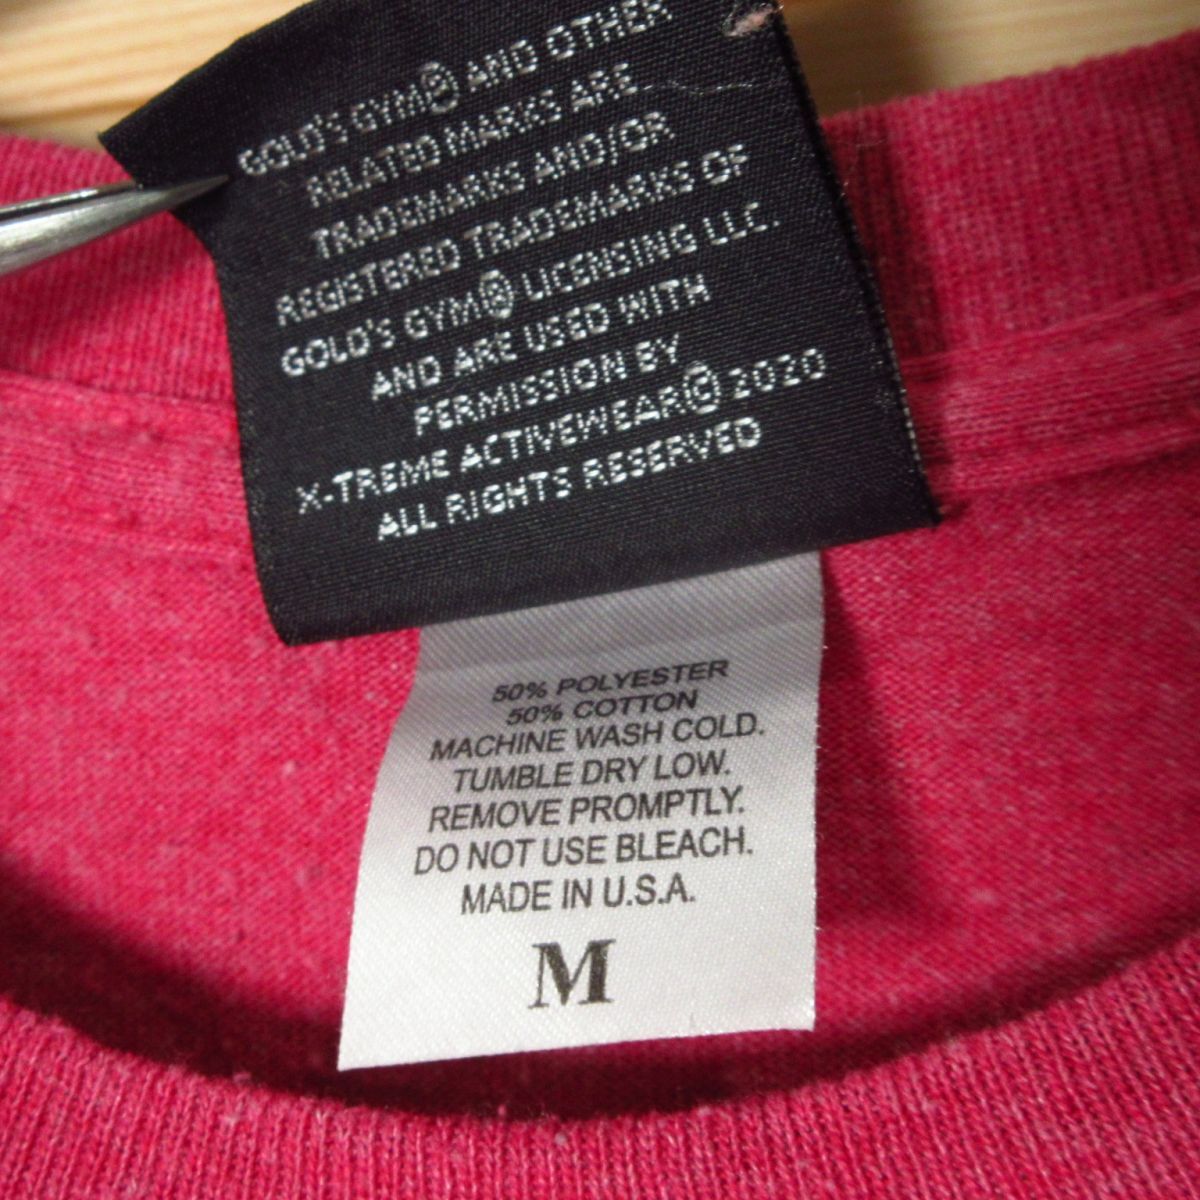 GOLD'S GYM® AND OTHER
RELATED MARKS ARE
TRADEMARKS AND/OR
REGISTERED TRADEMARKS OF
GOLD'S GYM® LICENSING LLC.
AND ARE USED WITH
PERMISSION BY
X-TREME ACTIVEWEAR© 2020
ALL RIGHTS RESERVED
50% POLYESTER
50% COTTON
MACHINE WASH COLD.
TUMBLE DRY LOW.
REMOVE PROMPTLY.
DO NOT USE BLEACH.
MADE IN U.S.A.
M